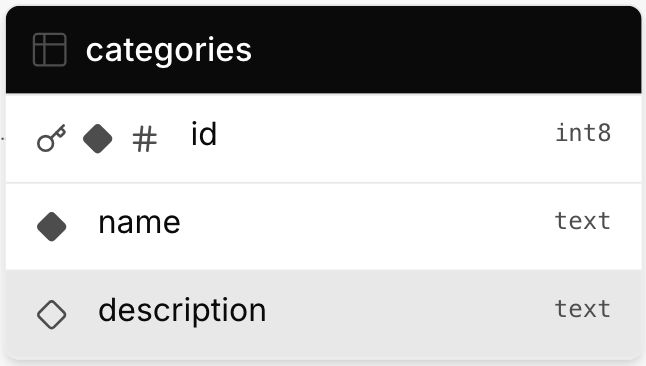 categories
# id int8
name text
description text